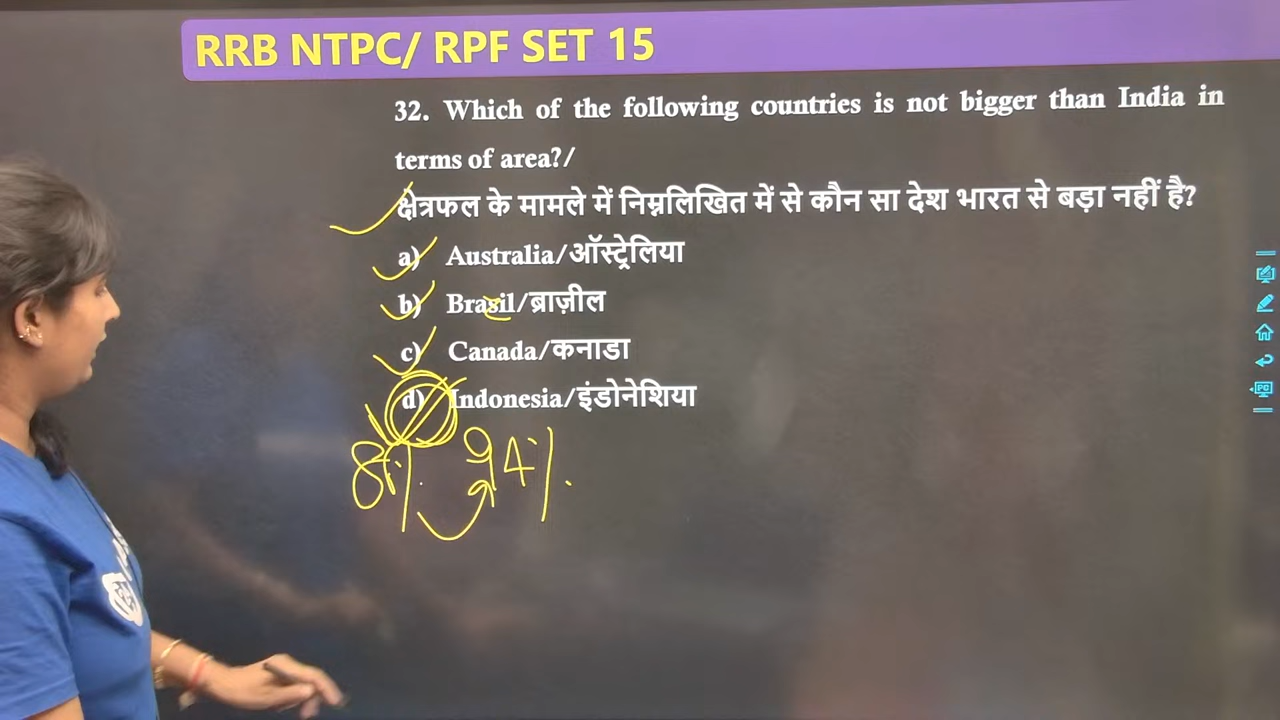 RRB NTPC/ RPF SET 15
32. Which of the following countries is not bigger than India in
terms of area?/
क्षेत्रफल के मामले में निम्नलिखित में से कौन सा देश भारत से बड़ा नहीं है?
a) Australia/ऑस्ट्रेलिया
b) Brasil/ब्राज़ील
c) Canada/कनाडा
d) Indonesia/इंडोनेशिया
94%.